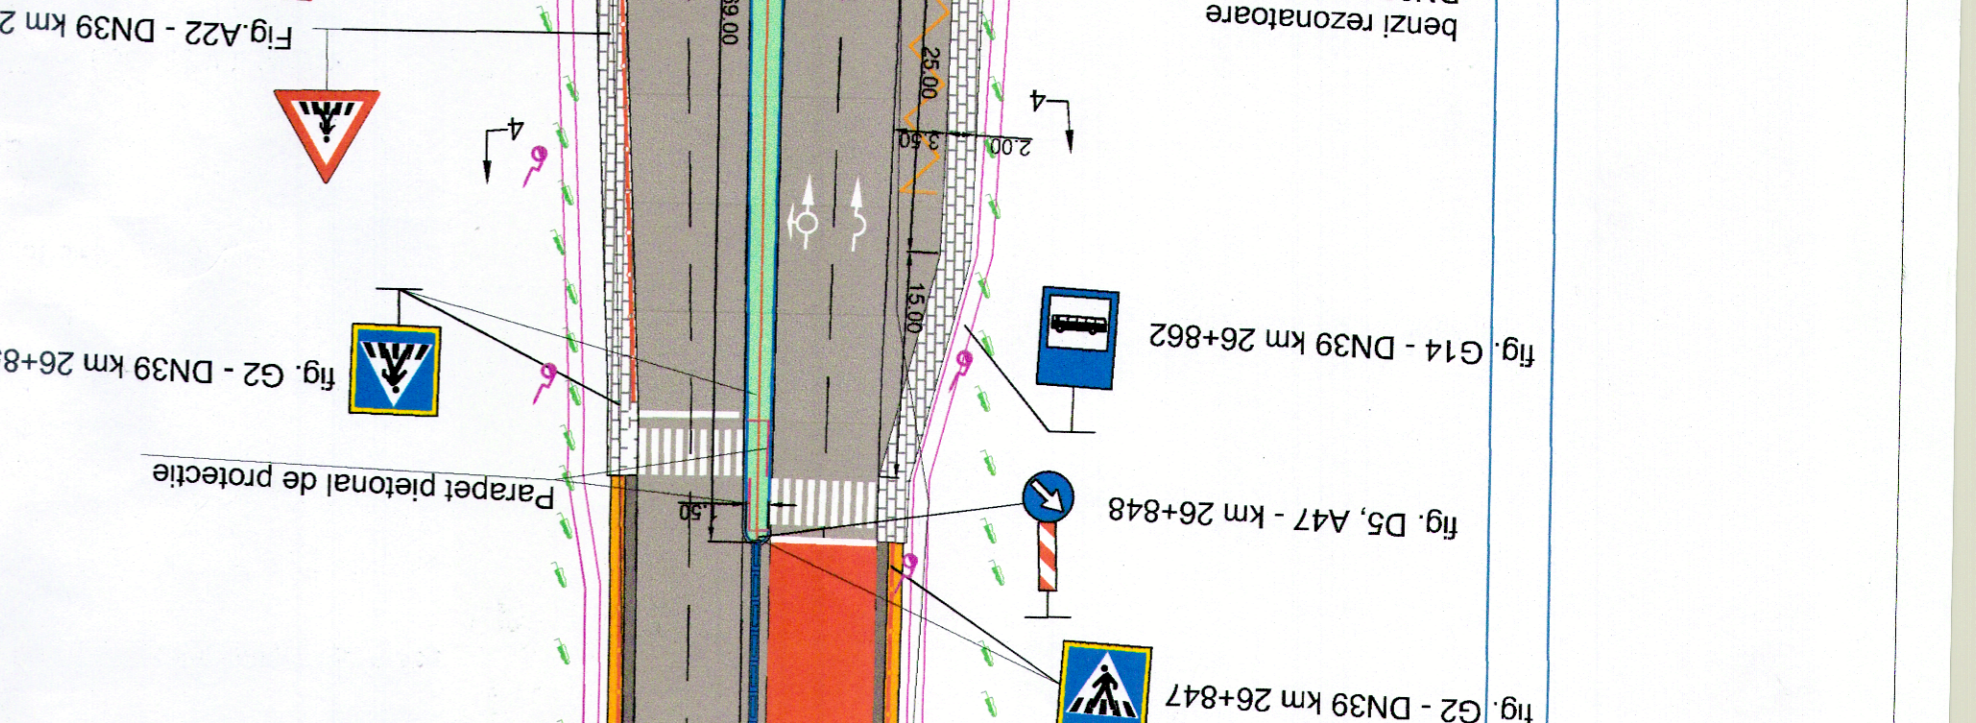 fig. G2 - DN39 km 26+847
fig. D5, A47 - km 26+848
Parapet pietonal de protectie
.50
fig. G14 - DN39 km 26+862
fig. G2 - DN39 km 26+8
15.00
2.00
3.50
4
4
25.00
69.00
Fig.A22 - DN39 km 2
benzi rezonatoare